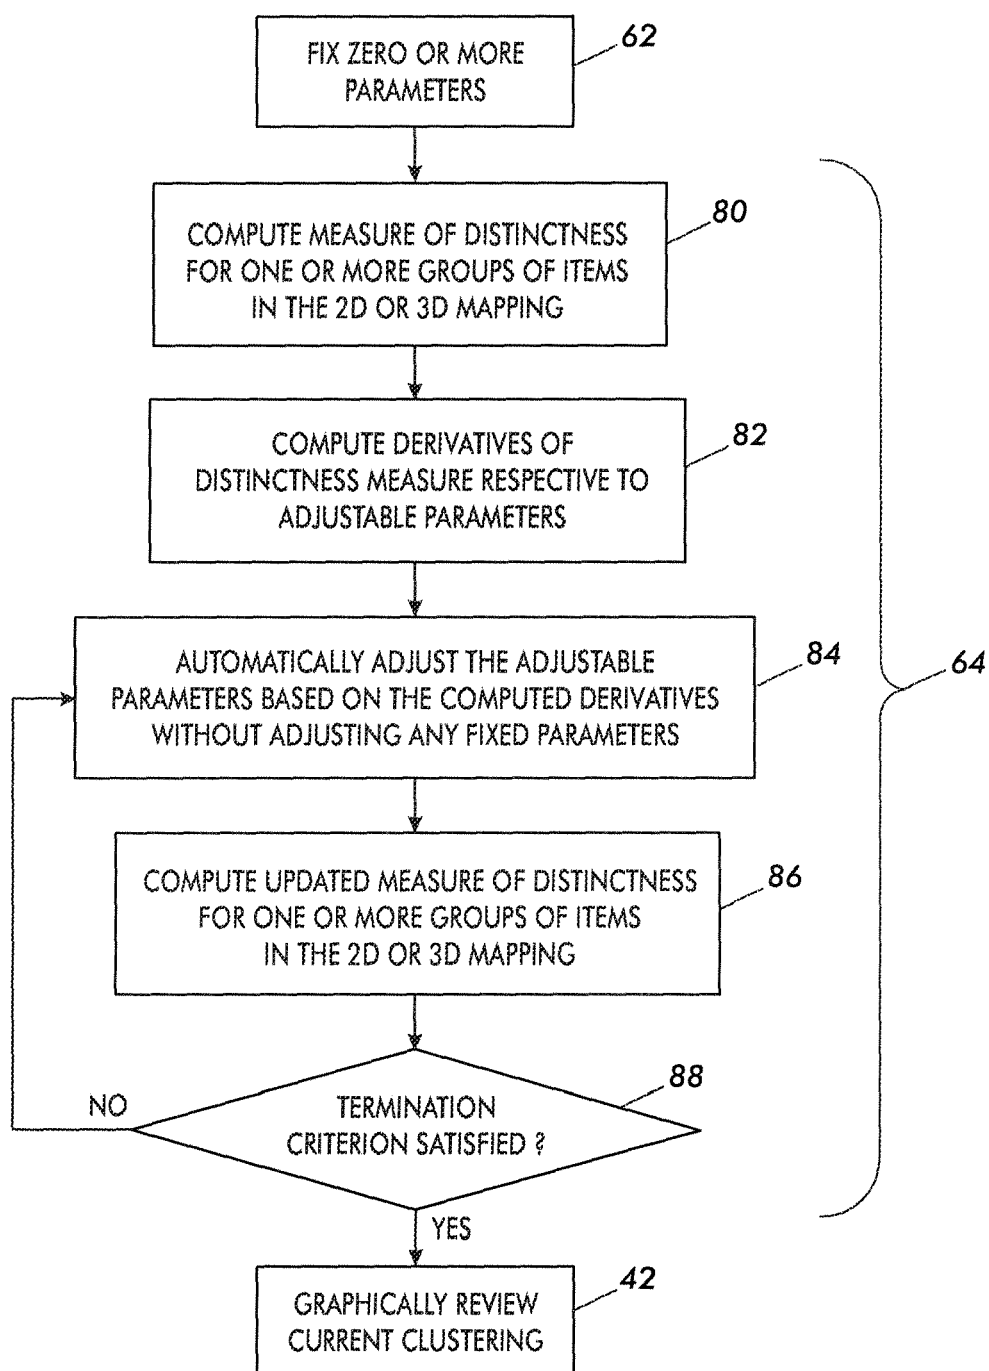 FIX ZERO OR MORE
PARAMETERS
62
80
COMPUTE MEASURE OF DISTINCTNESS
FOR ONE OR MORE GROUPS OF ITEMS
IN THE 2D OR 3D MAPPING
82
COMPUTE DERIVATIVES OF
DISTINCTNESS MEASURE RESPECTIVE TO
ADJUSTABLE PARAMETERS
84
64
AUTOMATICALLY ADJUST THE ADJUSTABLE
PARAMETERS BASED ON THE COMPUTED DERIVATIVES
WITHOUT ADJUSTING ANY FIXED PARAMETERS
86
COMPUTE UPDATED MEASURE OF DISTINCTNESS
FOR ONE OR MORE GROUPS OF ITEMS
IN THE 2D OR 3D MAPPING
88
NO
TERMINATION
CRITERION SATISFIED ?
YES
42
GRAPHICALLY REVIEW
CURRENT CLUSTERING